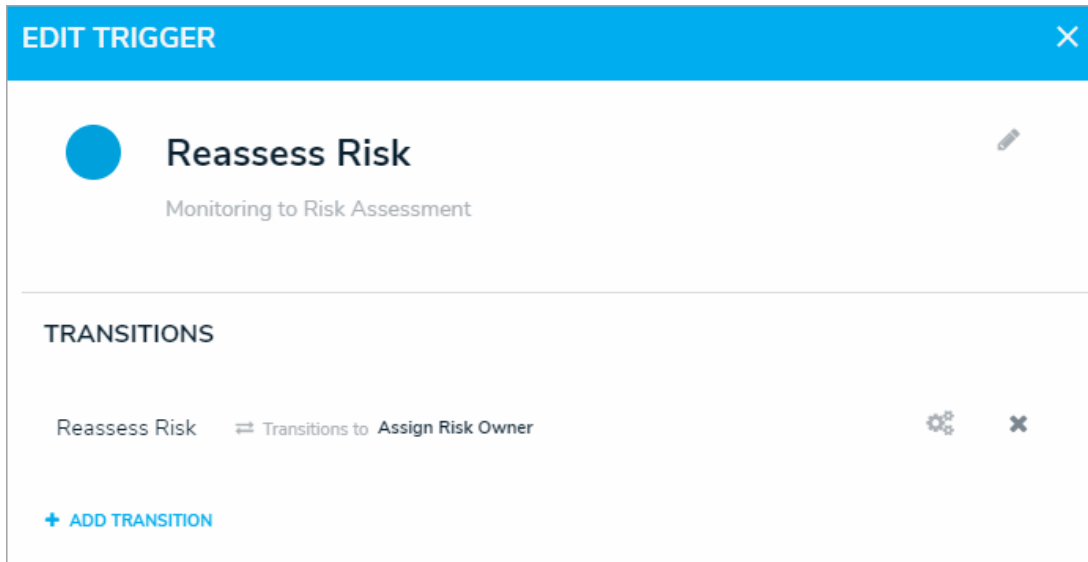 EDIT TRIGGER
Reassess Risk
Monitoring to Risk Assessment
TRANSITIONS
Reassess Risk Transitions to Assign Risk Owner
+ ADD TRANSITION